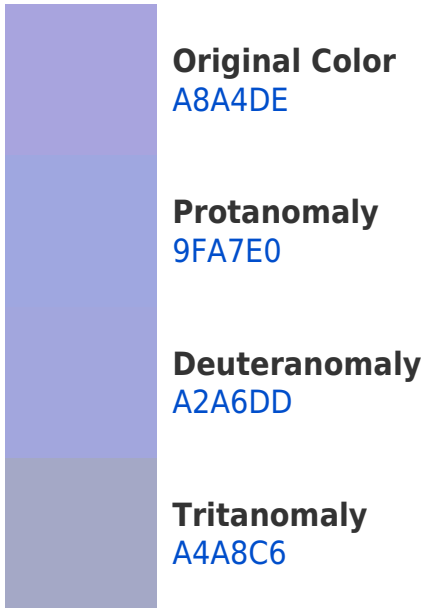 Original Color
A8A4DE
Protanomaly
9FA7E0
Deuteranomaly
A2A6DD
Tritanomaly
A4A8C6